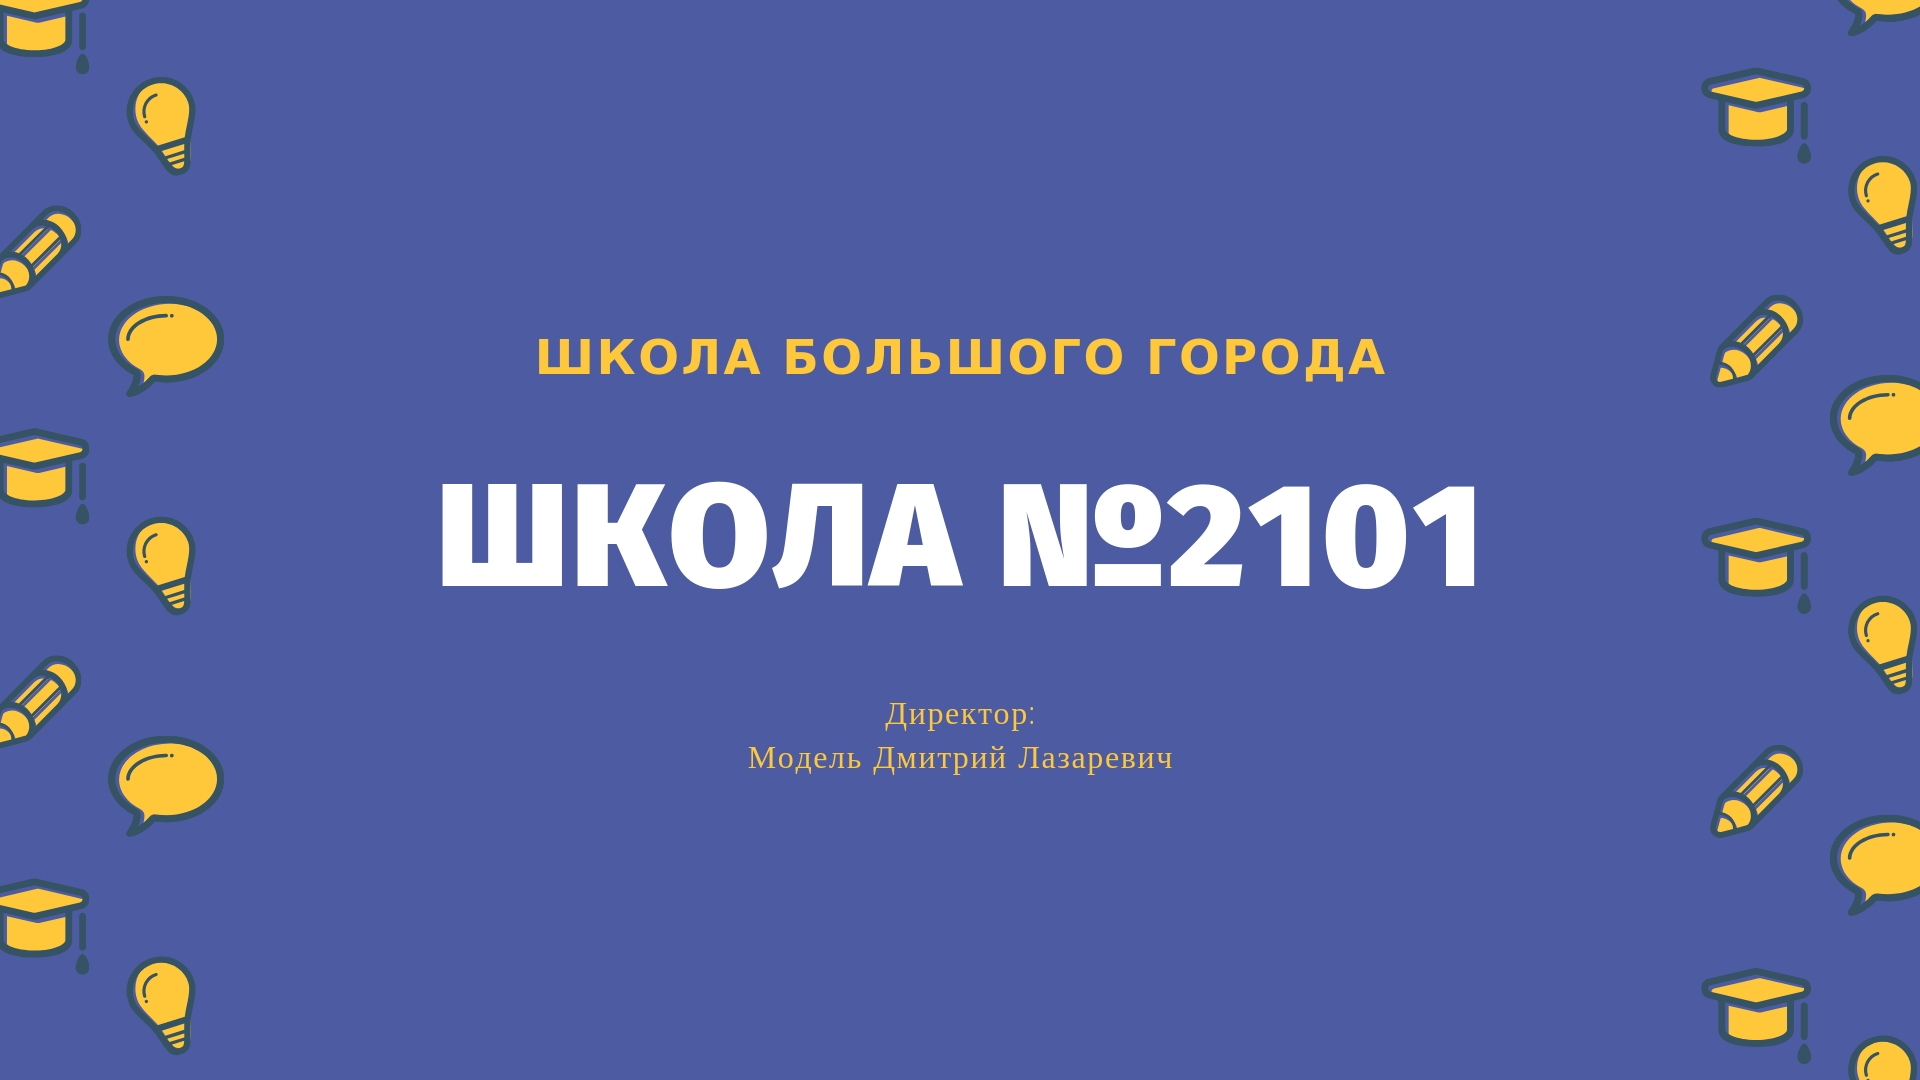 ШКОЛА БОЛЬШОГО ГОРОДА
ШКОЛА №2101
Директор:
Модель Дмитрий Лазаревич